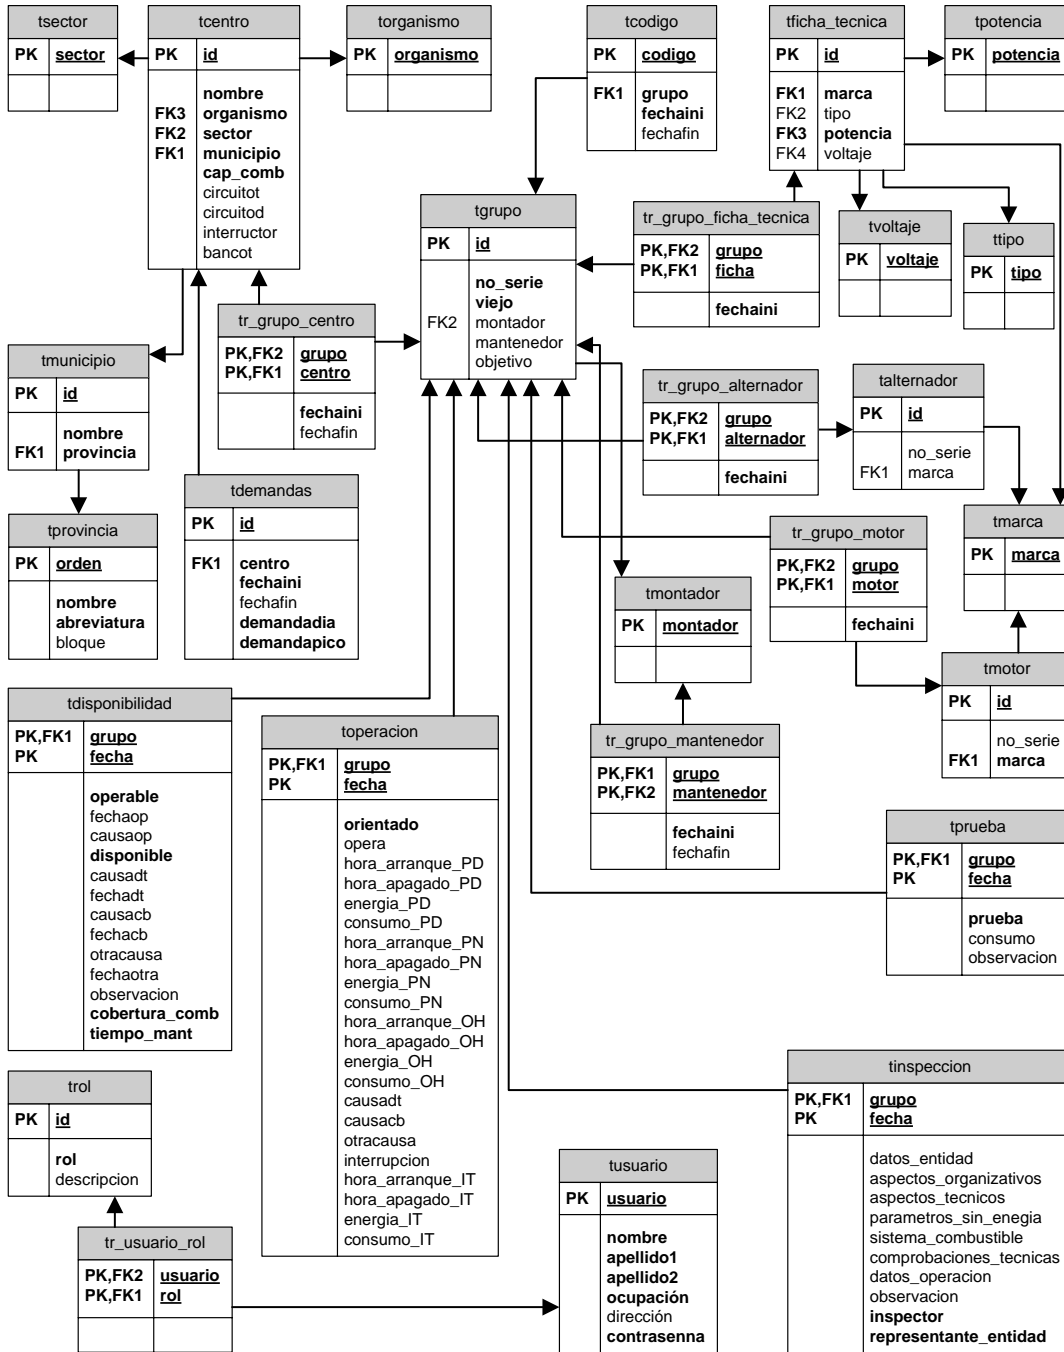 tsector
PK sector
tcentro
PK id
nombre
FK3 organismo
FK2 sector
FK1 municipio
cap_comb
circuitot
circuitod
interructor
bancot
torganismo
PK organismo
tcodigo
PK codigo
FK1 grupo
fechaini
fechafin
tficha_tecnica
PK id
FK1 marca
FK2 tipo
FK3 potencia
FK4 voltaje
tpotencia
PK potencia
tgrupo
PK id
no_serie
viejo
FK2 montador
mantenedor
objetivo
tr_grupo_ficha_tecnica
PK,FK2 grupo
PK,FK1 ficha
fechaini
tvoltaje
PK voltaje
ttipo
PK tipo
tr_grupo_centro
PK,FK2 grupo
PK,FK1 centro
fechaini
fechafin
tmunicipio
PK id
nombre
FK1 provincia
tr_grupo_alternador
PK,FK2 grupo
PK,FK1 alternador
fechaini
talternador
PK id
no_serie
FK1 marca
tdemandas
PK id
FK1 centro
fechaini
fechafin
demandadia
demandapico
tprovincia
PK orden
nombre
abreviatura
bloque
tr_grupo_motor
PK,FK2 grupo
PK,FK1 motor
fechaini
tmarca
PK marca
tmontador
PK montador
tmotor
PK id
no_serie
FK1 marca
tdisponibilidad
PK,FK1 grupo
PK fecha
operable
fechaop
causaop
disponible
causadt
fechadt
causacb
fechacb
otracausa
fechaotra
observacion
cobertura_comb
tiempo_mant
toperacion
PK,FK1 grupo
PK fecha
orientado
opera
hora_arranque_PD
hora_apagado_PD
energia_PD
consumo_PD
hora_arranque_PN
hora_apagado_PN
energia_PN
consumo_PN
hora_arranque_OH
hora_apagado_OH
energia_OH
consumo_OH
causadt
causacb
otracausa
interrupcion
hora_arranque_IT
hora_apagado_IT
energia_IT
consumo_IT
tr_grupo_mantenedor
PK,FK1 grupo
PK,FK2 mantenedor
fechaini
fechafin
tprueba
PK,FK1 grupo
PK fecha
prueba
consumo
observacion
trol
PK id
rol
descripcion
tinspeccion
PK,FK1 grupo
PK fecha
datos_entidad
aspectos_organizativos
aspectos_tecnicos
parametros_sin_enegia
sistema_combustible
comprobaciones_tecnicas
datos_operacion
observacion
inspector
representante_entidad
tusuario
PK usuario
nombre
apellido1
apellido2
ocupación
dirección
contrasenna
tr_usuario_rol
PK,FK2 usuario
PK,FK1 rol